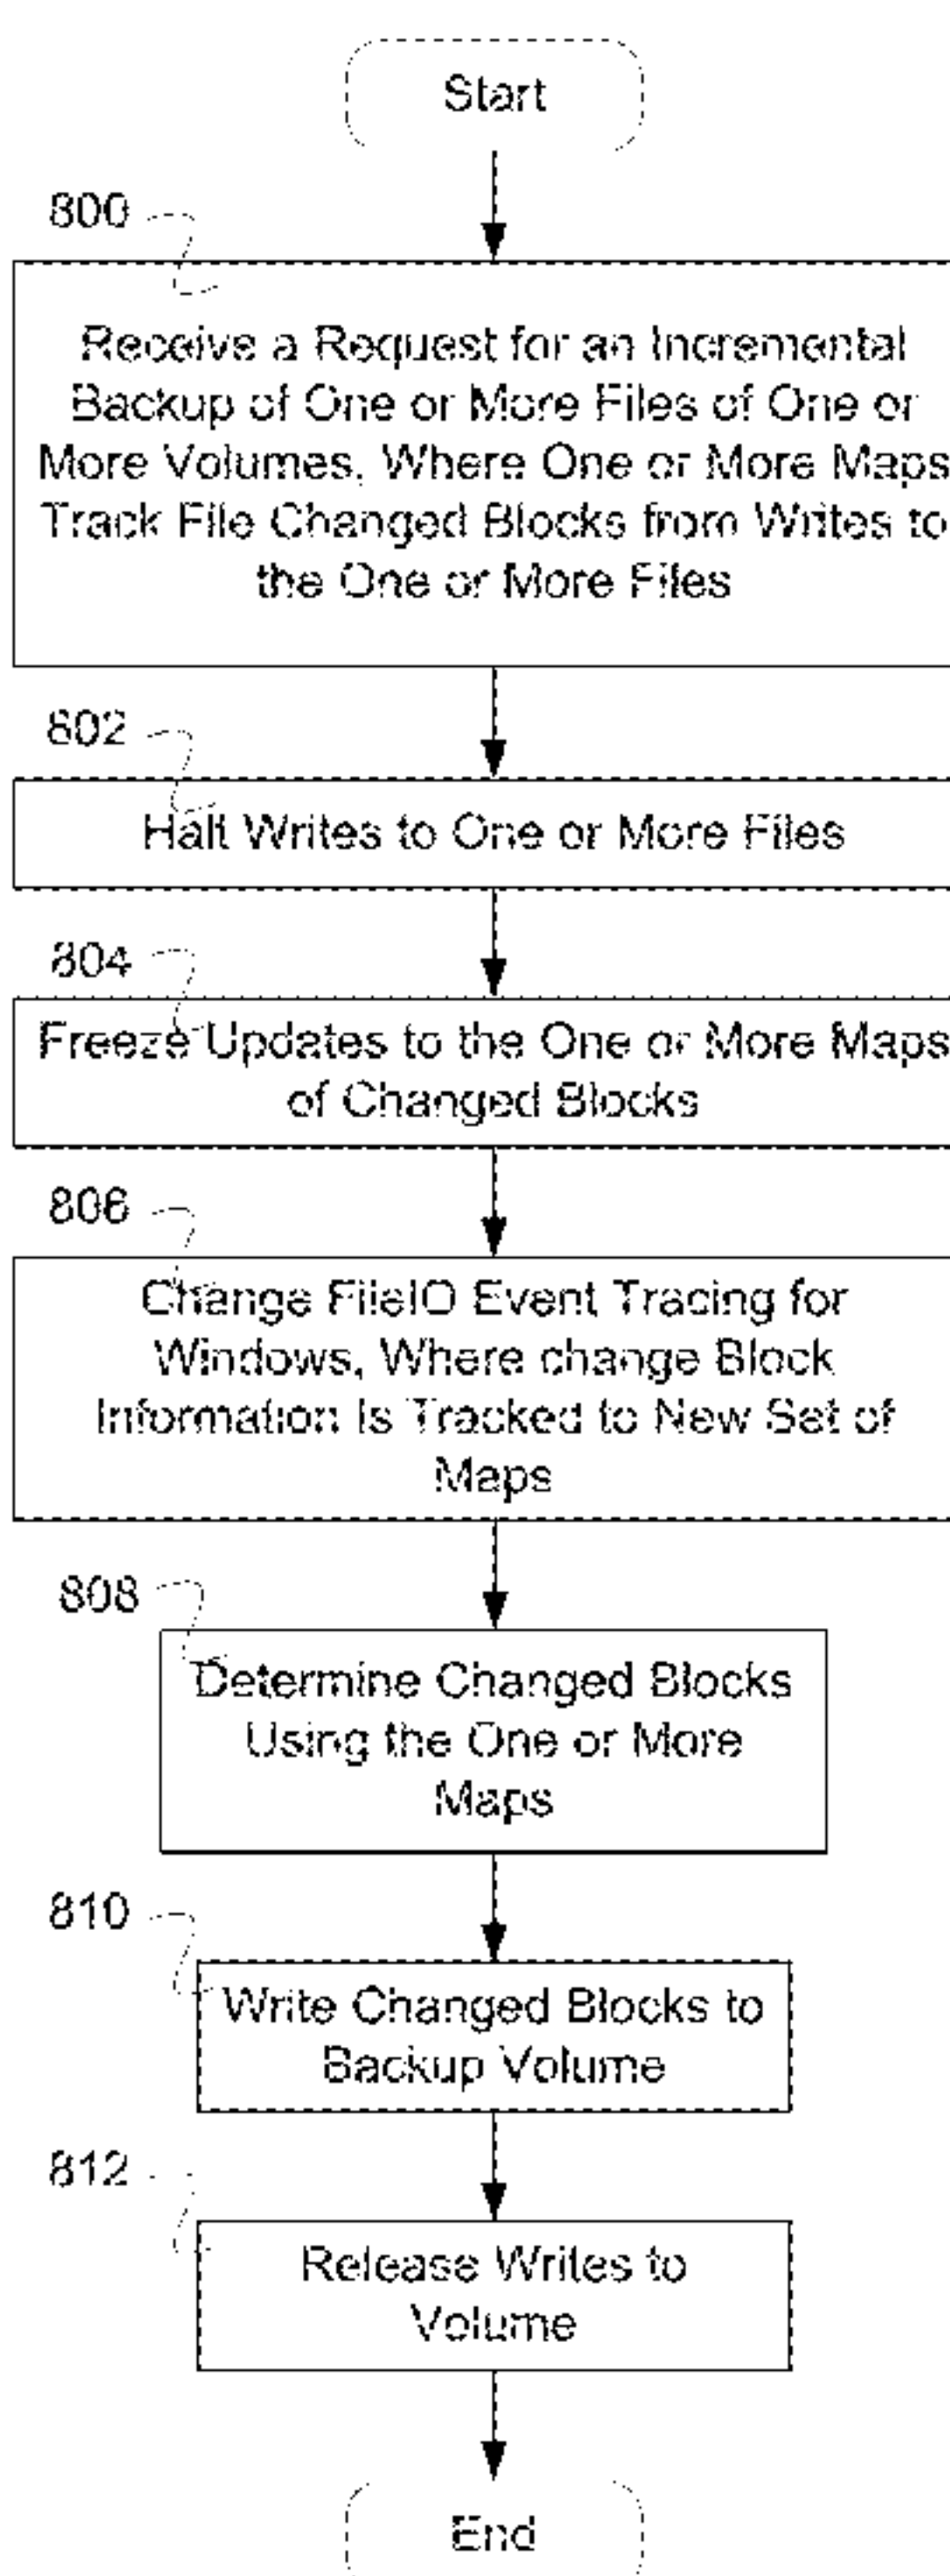 Start
800
Receive a Request for an Incremental
Backup of One or More Files of One or
More Volumes, Where One or More Maps
Track File Changed Blocks from Writes to
the One or More Files
802
Halt Writes to One or More Files
804
Freeze Updates to the One or More Maps
of Changed Blocks
806
Change FileIO Event Tracing for
Windows, Where change Block
Information Is Tracked to New Set of
Maps
808
Determine Changed Blocks
Using the One or More
Maps
810
Write Changed Blocks to
Backup Volume
812
Release Writes to
Volume
End